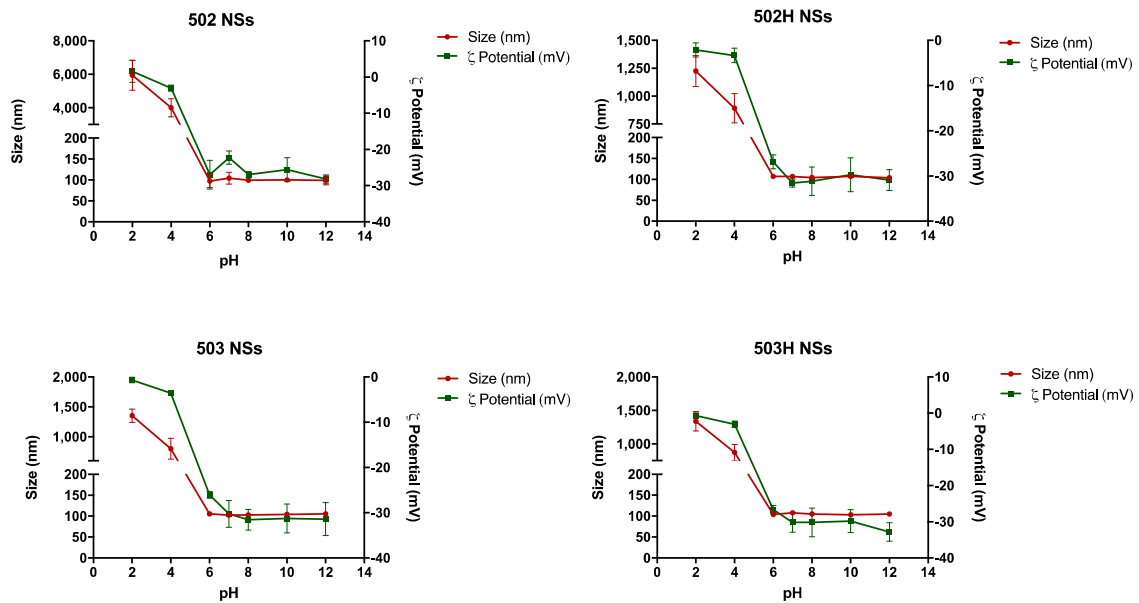 502 NSs
Size (nm)
ζ Potential (mV)
8,000
6,000
4,000
200
150
100
50
0
10
0
-10
-20
-30
-40
0 2 4 6 8 10 12 14
pH
Size (nm)
ζ Potential (mV)
502H NSs
Size (nm)
ζ Potential (mV)
1,500
1,250
1,000
750
200
150
100
50
0
0
-10
-20
-30
-40
0 2 4 6 8 10 12 14
pH
Size (nm)
ζ Potential (mV)
503 NSs
Size (nm)
ζ Potential (mV)
2,000
1,500
1,000
200
150
100
50
0
0
-10
-20
-30
-40
0 2 4 6 8 10 12 14
pH
Size (nm)
ζ Potential (mV)
503H NSs
Size (nm)
ζ Potential (mV)
2,000
1,500
1,000
200
150
100
50
0
10
0
-10
-20
-30
-40
0 2 4 6 8 10 12 14
pH
Size (nm)
ζ Potential (mV)